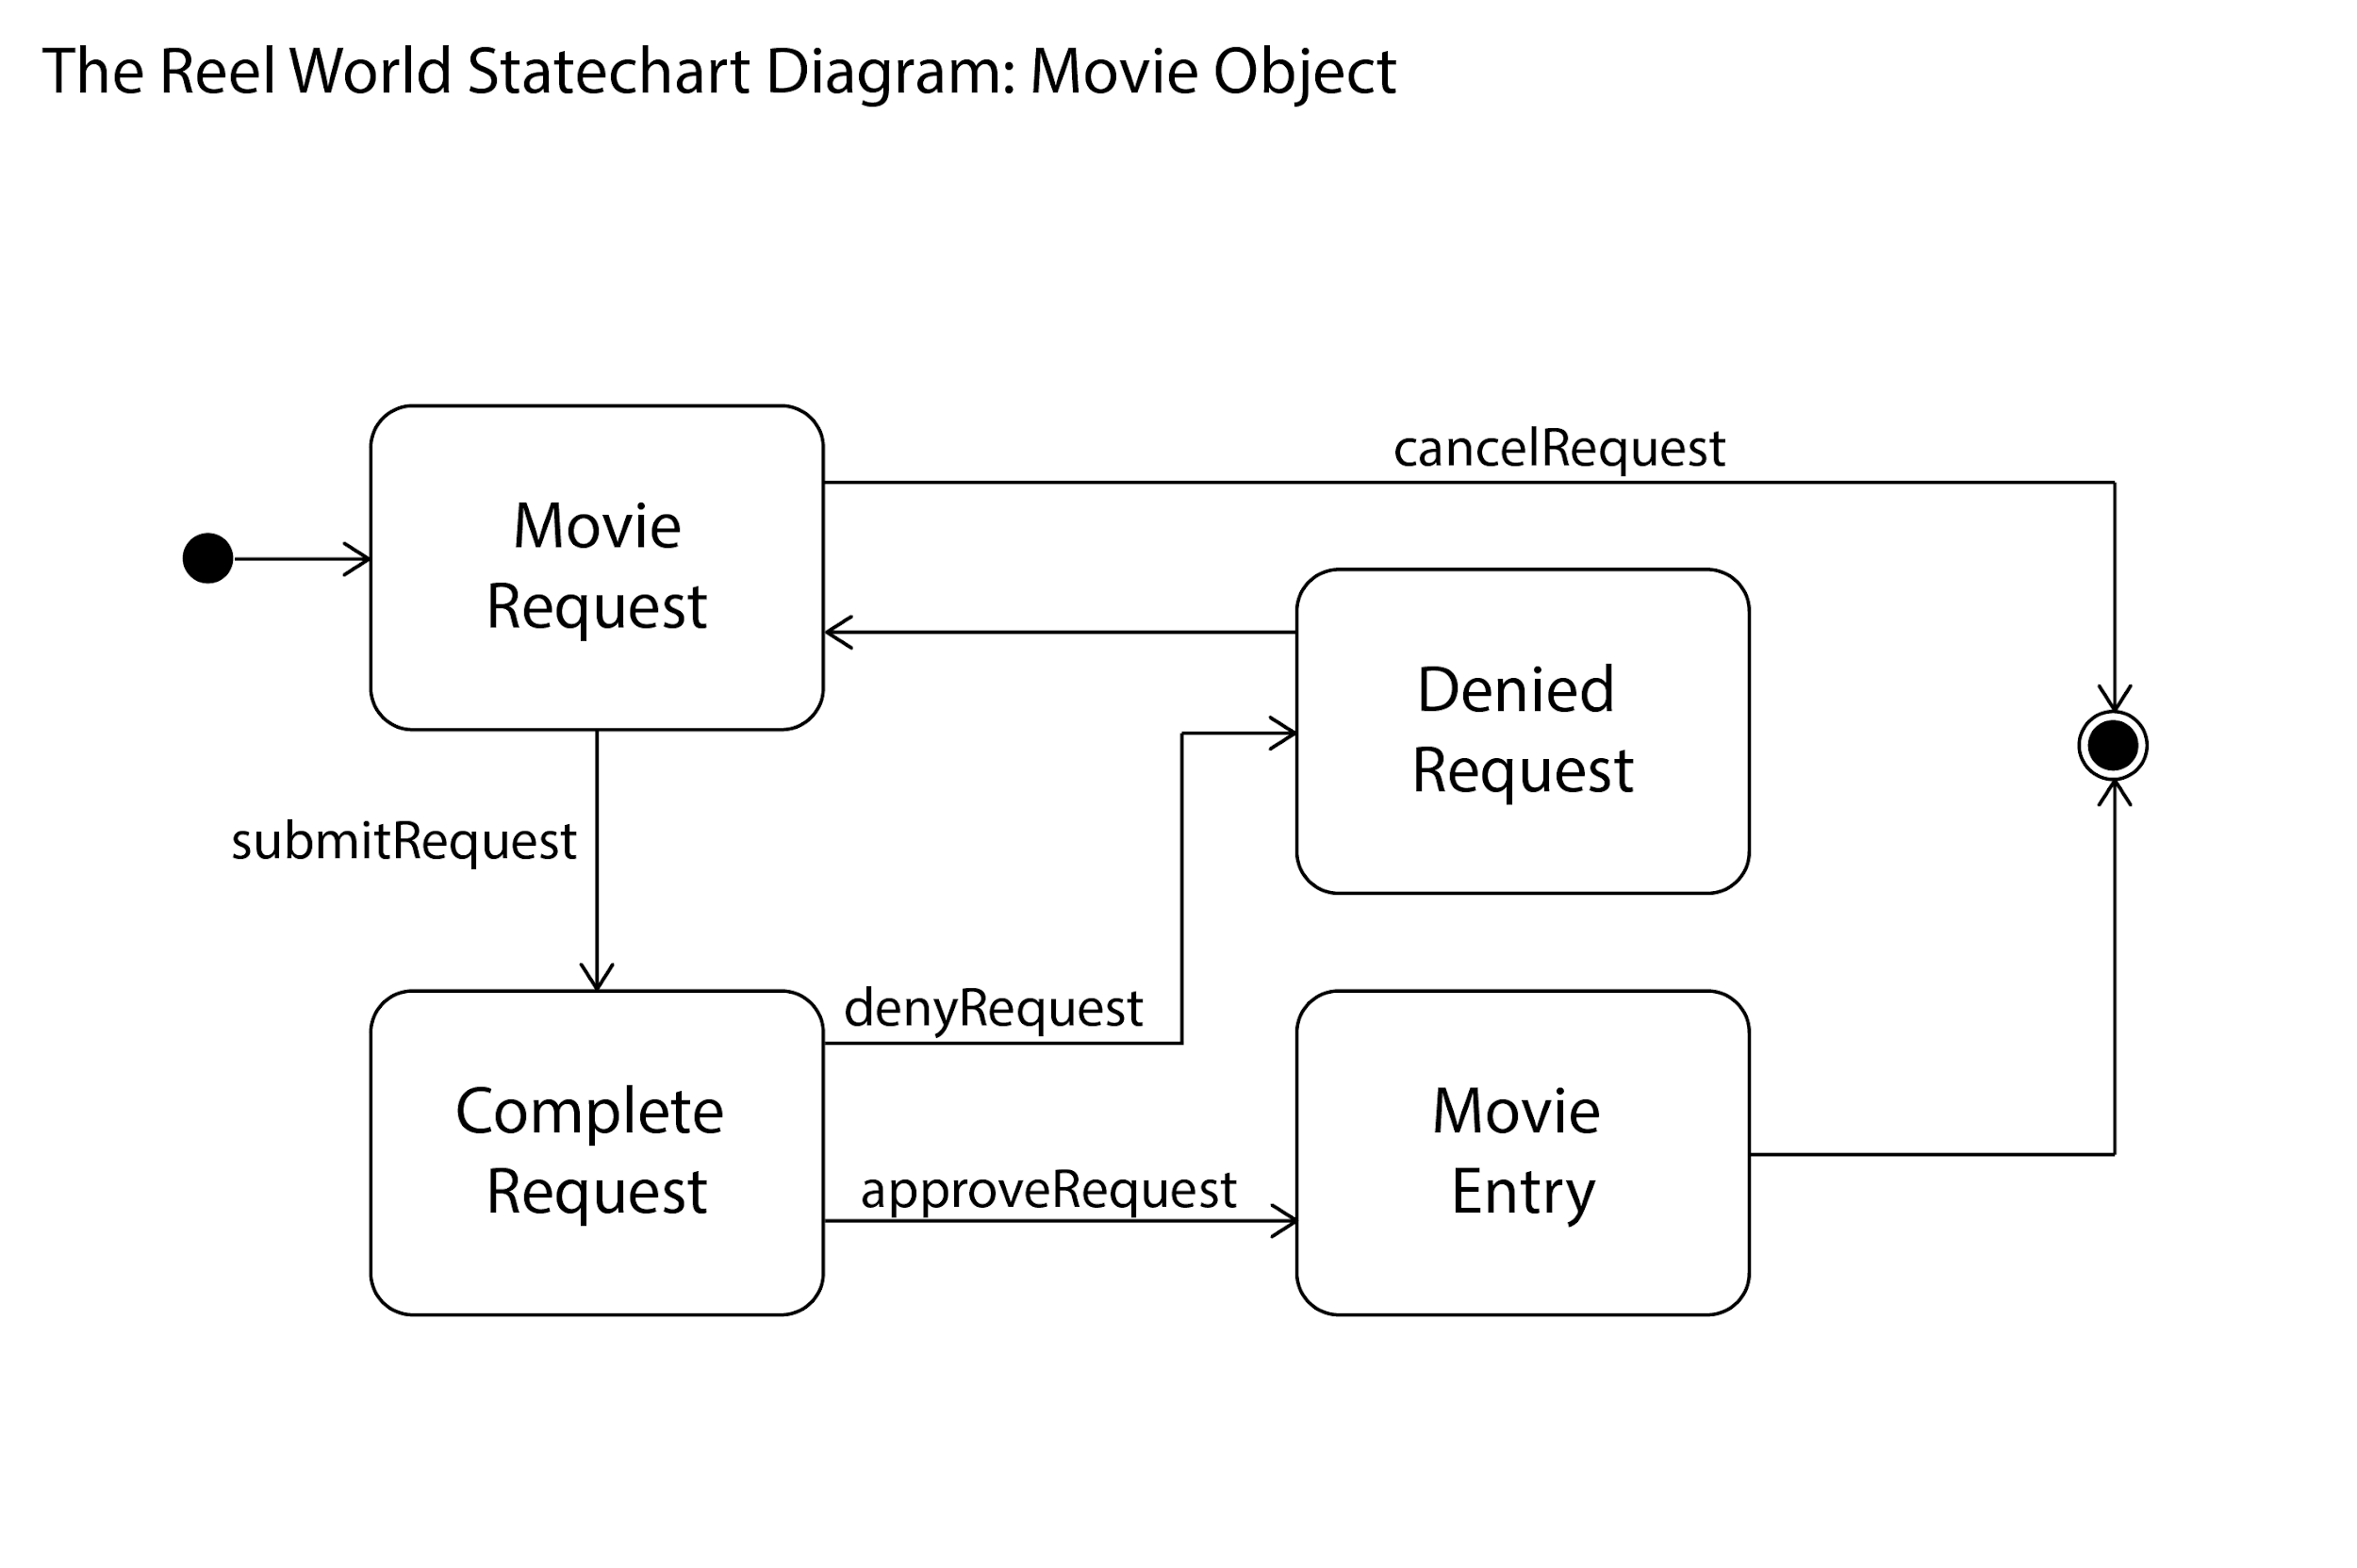 The Reel World Statechart Diagram: Movie Object
cancelRequest
Movie
Request
Denied
Request
submitRequest
denyRequest
Complete
Request
approveRequest
Movie
Entry